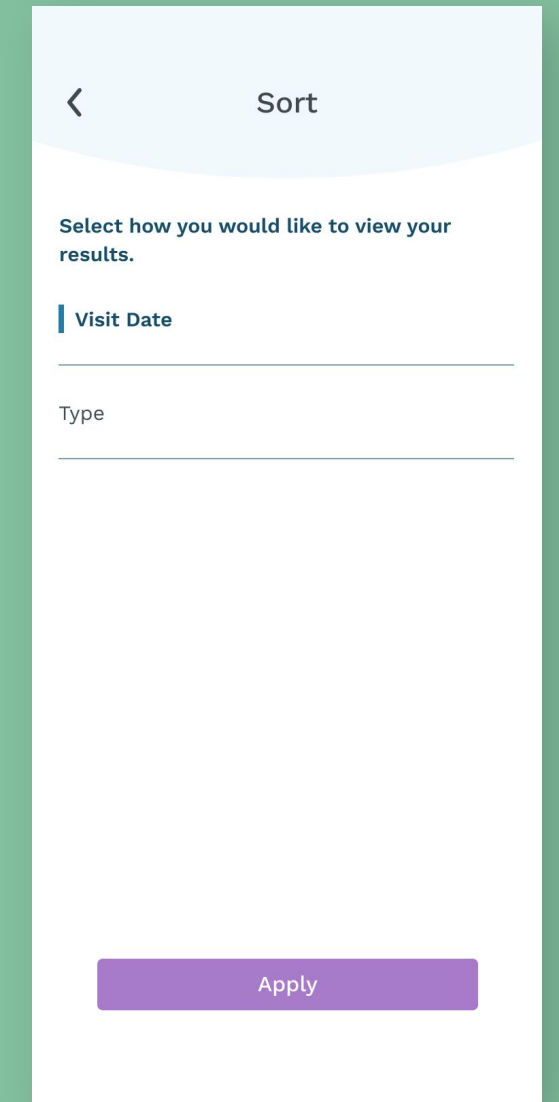 Sort
Select how you would like to view your
results.
Visit Date
Type
Apply